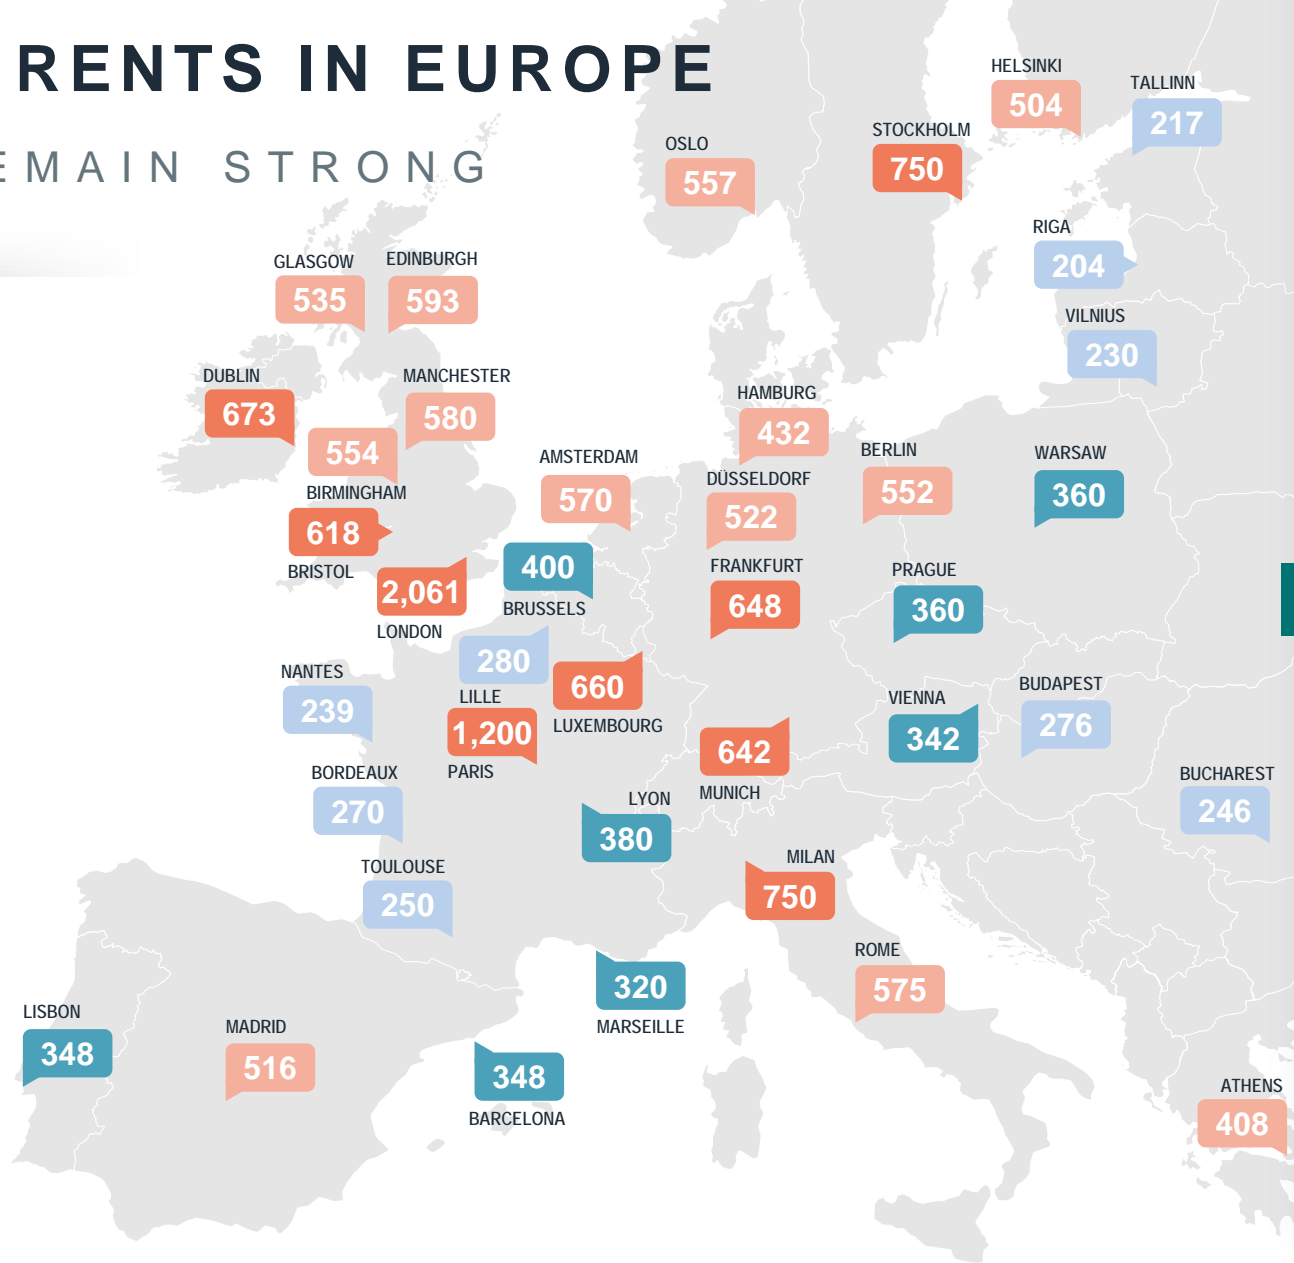 RENTS IN EUROPE
EMAIN STRONG
HELSINKI
504
TALLINN
217
STOCKHOLM
750
OSLO
557
RIGA
204
GLASGOW
535
EDINBURGH
593
VILNIUS
230
DUBLIN
673
MANCHESTER
580
HAMBURG
432
554
BIRMINGHAM
AMSTERDAM
570
BERLIN
552
WARSAW
360
DÜSSELDORF
522
618
BRISTOL
400
BRUSSELS
FRANKFURT
648
PRAGUE
360
2,061
LONDON
280
LILLE
660
LUXEMBOURG
NANTES
239
BUDAPEST
276
VIENNA
342
1,200
PARIS
642
MUNICH
BORDEAUX
270
BUCHAREST
246
LYON
380
TOULOUSE
250
MILAN
750
ROME
575
320
MARSEILLE
LISBON
348
MADRID
516
348
BARCELONA
ATHENS
408